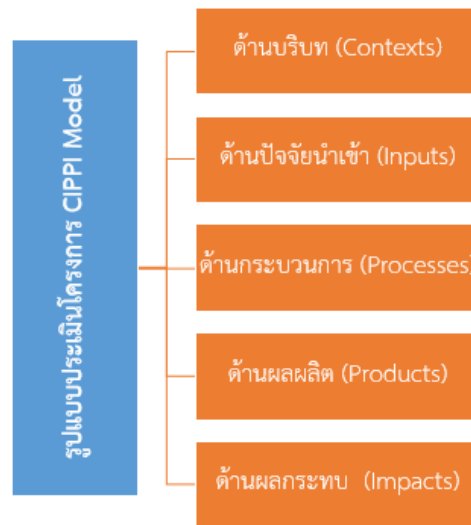 รูปแบบประเมินโครงการ CIPPI Model
ด้านบริบท (Contexts)
ด้านปัจจัยนำเข้า (Inputs)
ด้านกระบวนการ (Processes)
ด้านผลผลิต (Products)
ด้านผลกระทบ (Impacts)